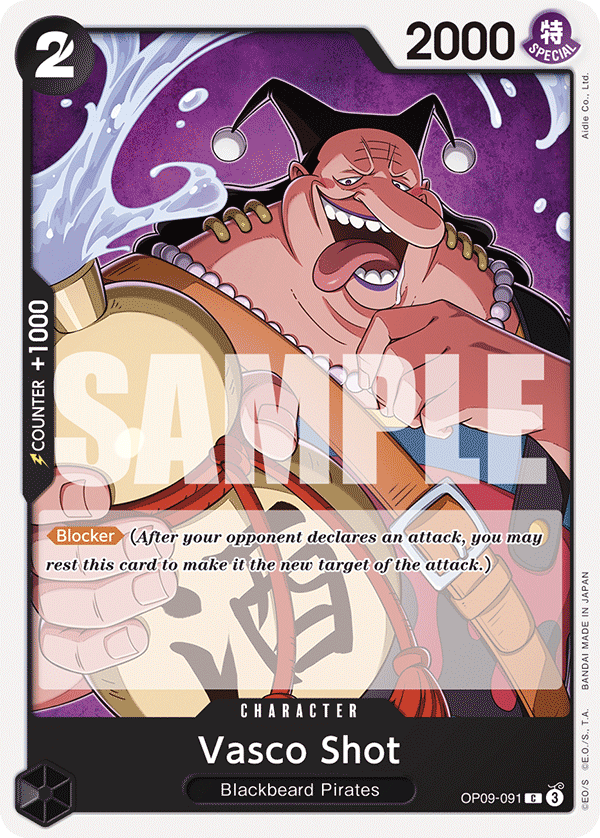 2
2000
特
SPECIAL
Aidle Co., Ltd.
COUNTER +1000
SAMPLE
Blocker (After your opponent declares an attack, you may
rest this card to make it the new target of the attack.)
酒
CHARACTER
Vasco Shot
Blackbeard Pirates
OP09-091 C 3
©EO/S ©E.O./S., T.A. BANDAI MADE IN JAPAN